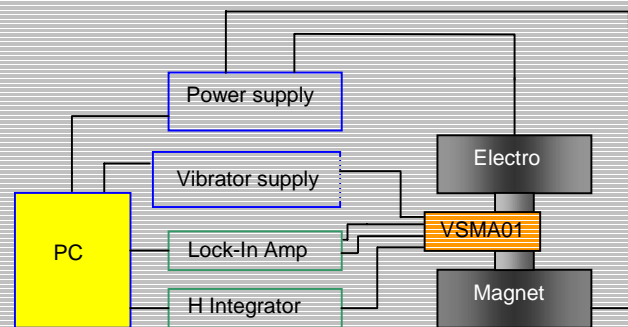 Power supply
Electro
Vibrator supply
VSMA01
PC
Lock-In Amp
Magnet
H Integrator